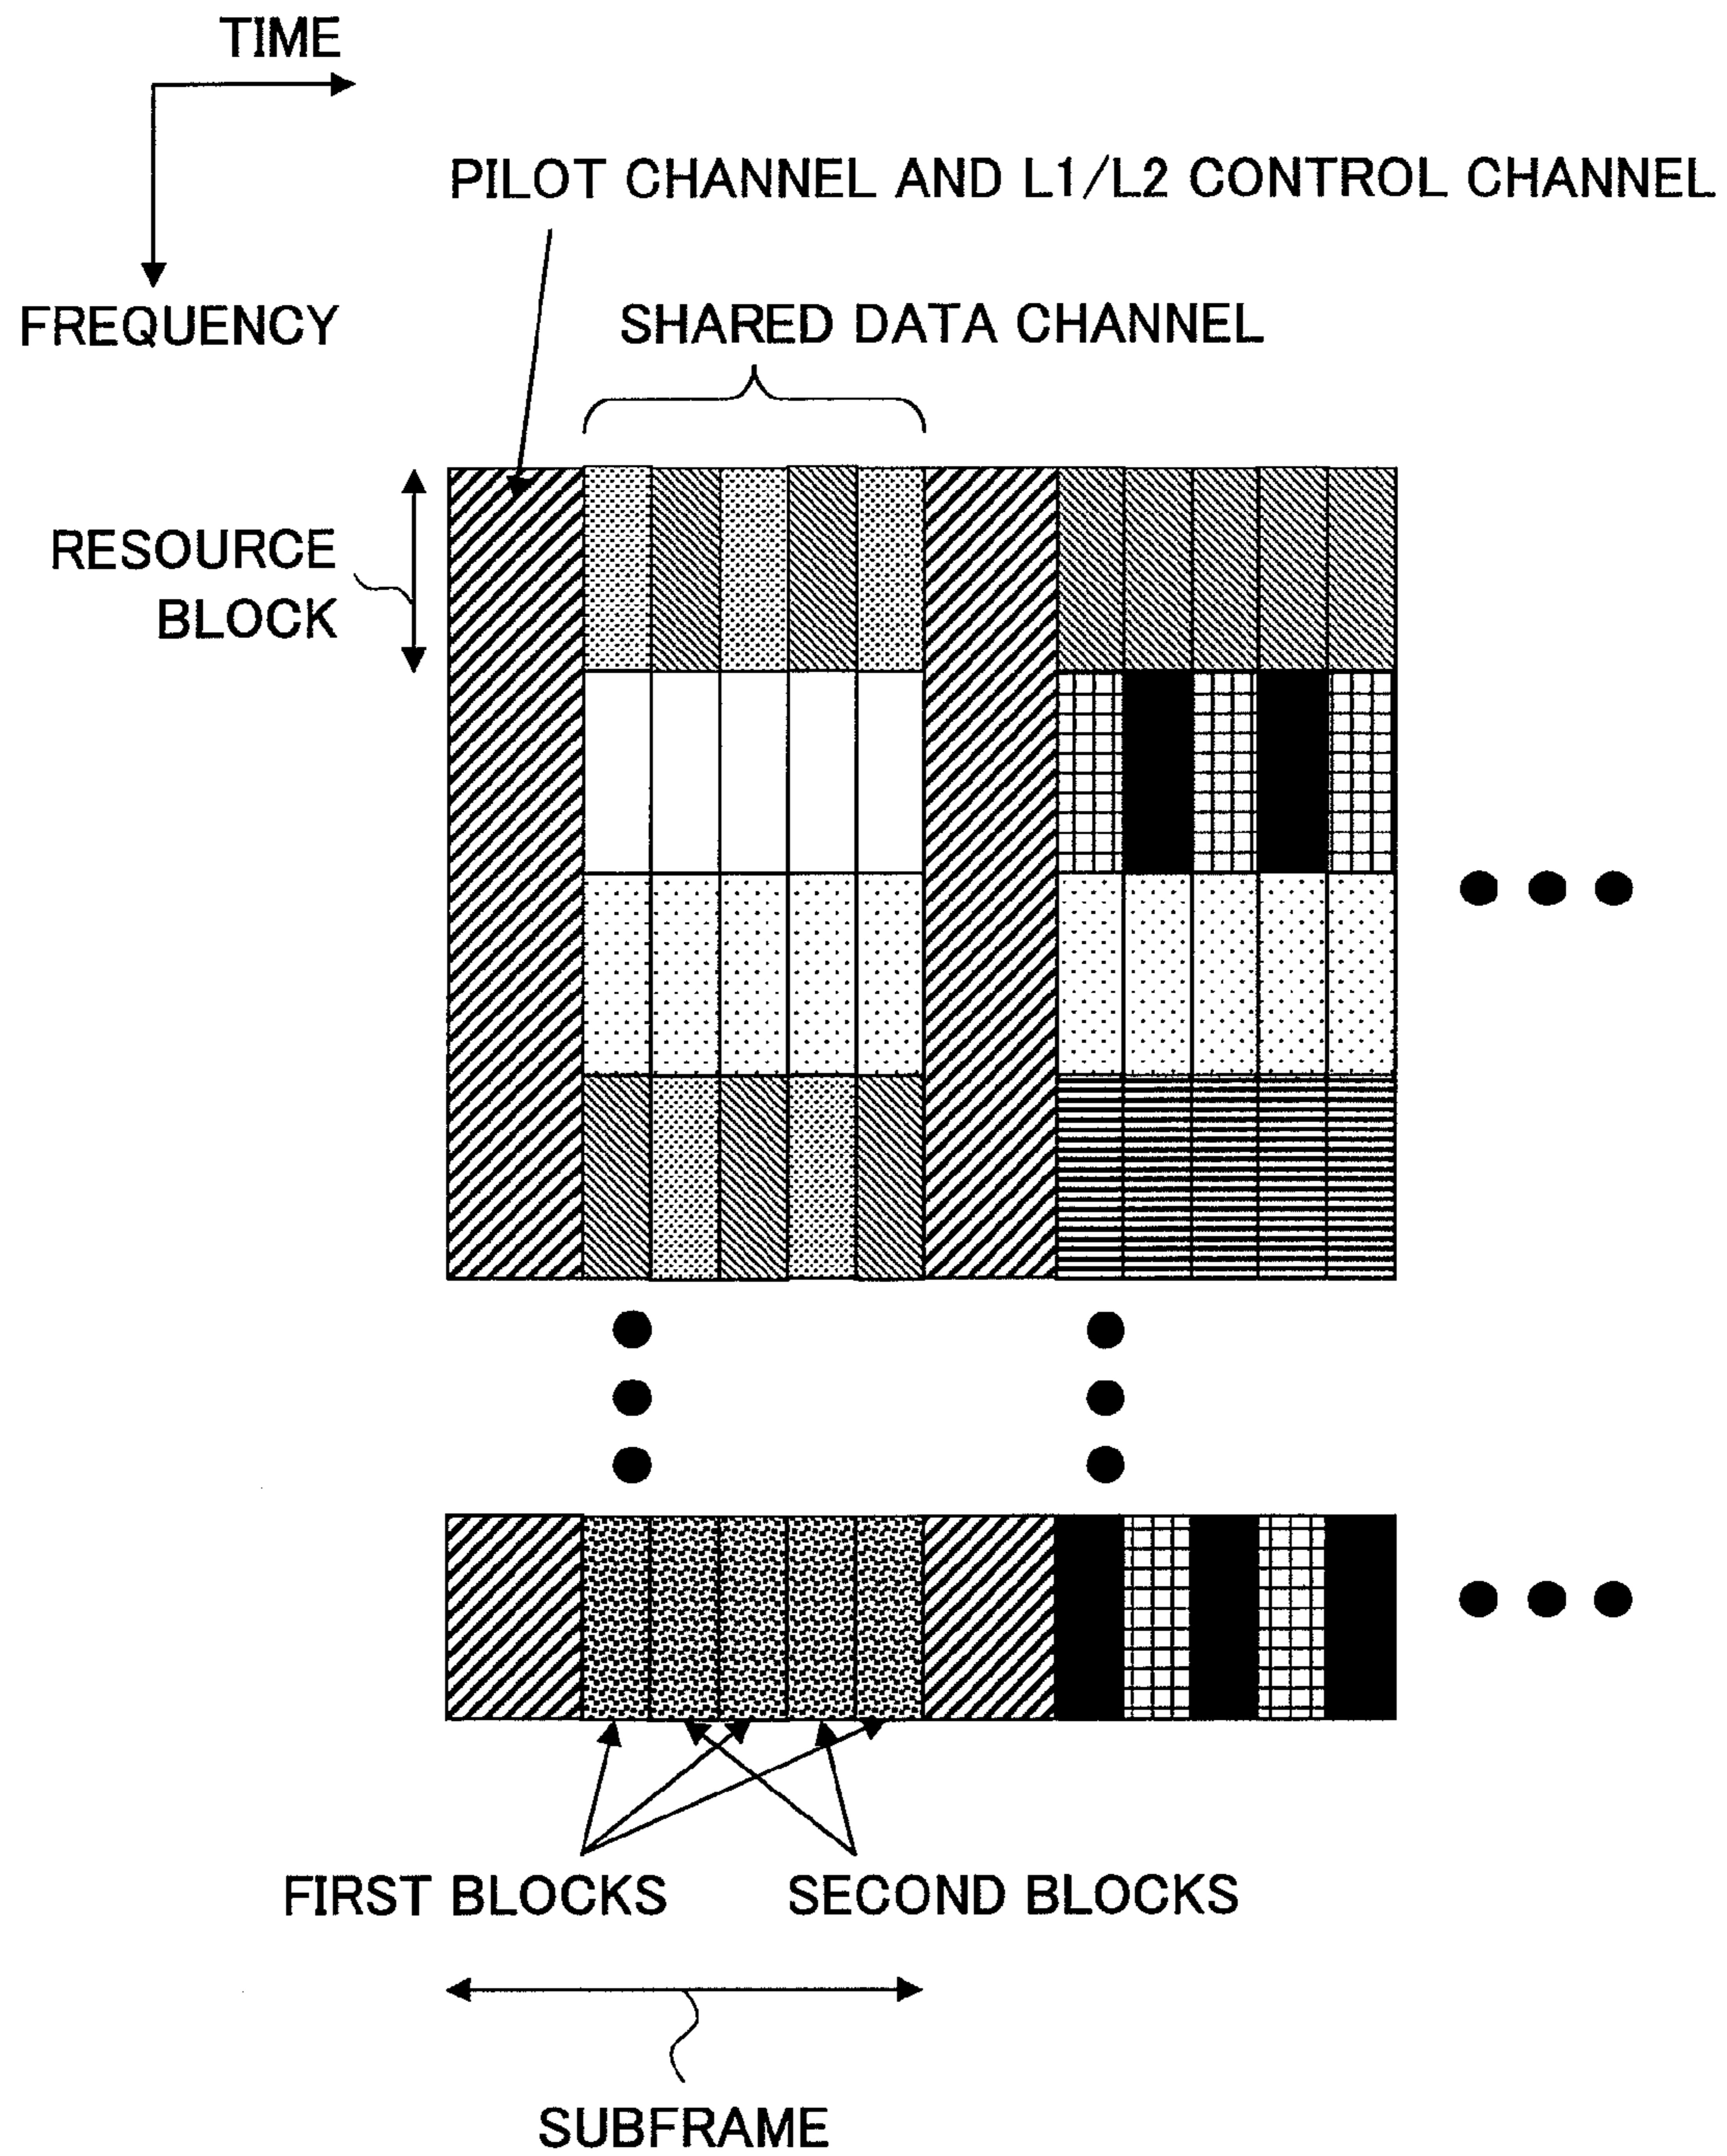 TIME
FREQUENCY
PILOT CHANNEL AND L1/L2 CONTROL CHANNEL
SHARED DATA CHANNEL
RESOURCE
BLOCK
FIRST BLOCKS
SECOND BLOCKS
SUBFRAME